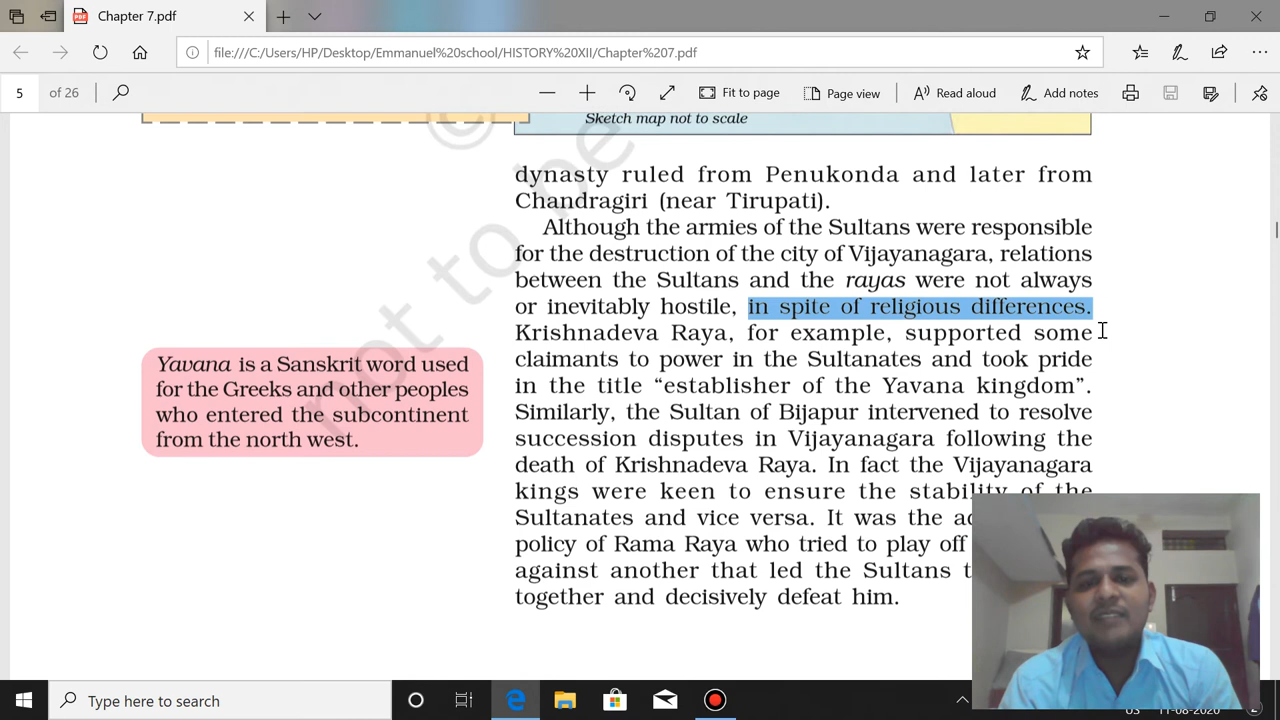 Chapter 7.pdf
file:///C:/Users/HP/Desktop/Emmanuel%20school/HISTORY%20XII/Chapter%207.pdf
5 of 26
Fit to page
Page view
Read aloud
Add notes
Sketch map not to scale
not to be
dynasty ruled from Penukonda and later from
Chandragiri (near Tirupati).
Although the armies of the Sultans were responsible
for the destruction of the city of Vijayanagara, relations
between the Sultans and the rayas were not always
or inevitably hostile, in spite of religious differences.
Krishnadeva Raya, for example, supported some
claimants to power in the Sultanates and took pride
in the title “establisher of the Yavana kingdom”.
Similarly, the Sultan of Bijapur intervened to resolve
succession disputes in Vijayanagara following the
death of Krishnadeva Raya. In fact the Vijayanagara
kings were keen to ensure the stability of the
Sultanates and vice versa. It was the
policy of Rama Raya who tried to play off
against another that led the Sultans
together and decisively defeat him.
Yavana is a Sanskrit word used
for the Greeks and other peoples
who entered the subcontinent
from the north west.
Type here to search
US
11-08-2020